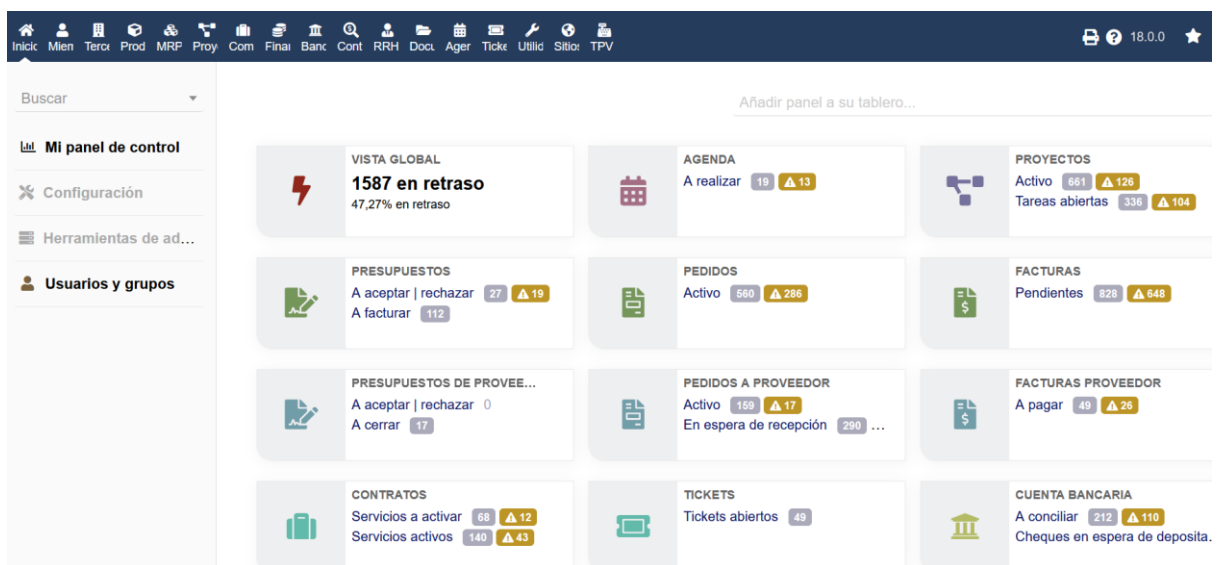 Inicic Mien Terce Prod MRP Proy Com Finai Banc Cont RRH Docu Ager Ticke Utilic Sitio: TPV 18.0.0
Buscar
Añadir panel a su tablero...
Mi panel de control
Configuración
Herramientas de ad...
Usuarios y grupos
VISTA GLOBAL
1587 en retraso
47,27% en retraso
AGENDA
A realizar 19 13
PROYECTOS
Activo 661 126
Tareas abiertas 336 104
PRESUPUESTOS
A aceptar | rechazar 27 19
A facturar 112
PEDIDOS
Activo 560 286
FACTURAS
Pendientes 828 648
PRESUPUESTOS DE PROVEE...
A aceptar | rechazar 0
A cerrar 17
PEDIDOS A PROVEEDOR
Activo 159 17
En espera de recepción 290 ...
FACTURAS PROVEEDOR
A pagar 49 26
CONTRATOS
Servicios a activar 68 12
Servicios activos 140 43
TICKETS
Tickets abiertos 49
CUENTA BANCARIA
A conciliar 212 110
Cheques en espera de deposita.